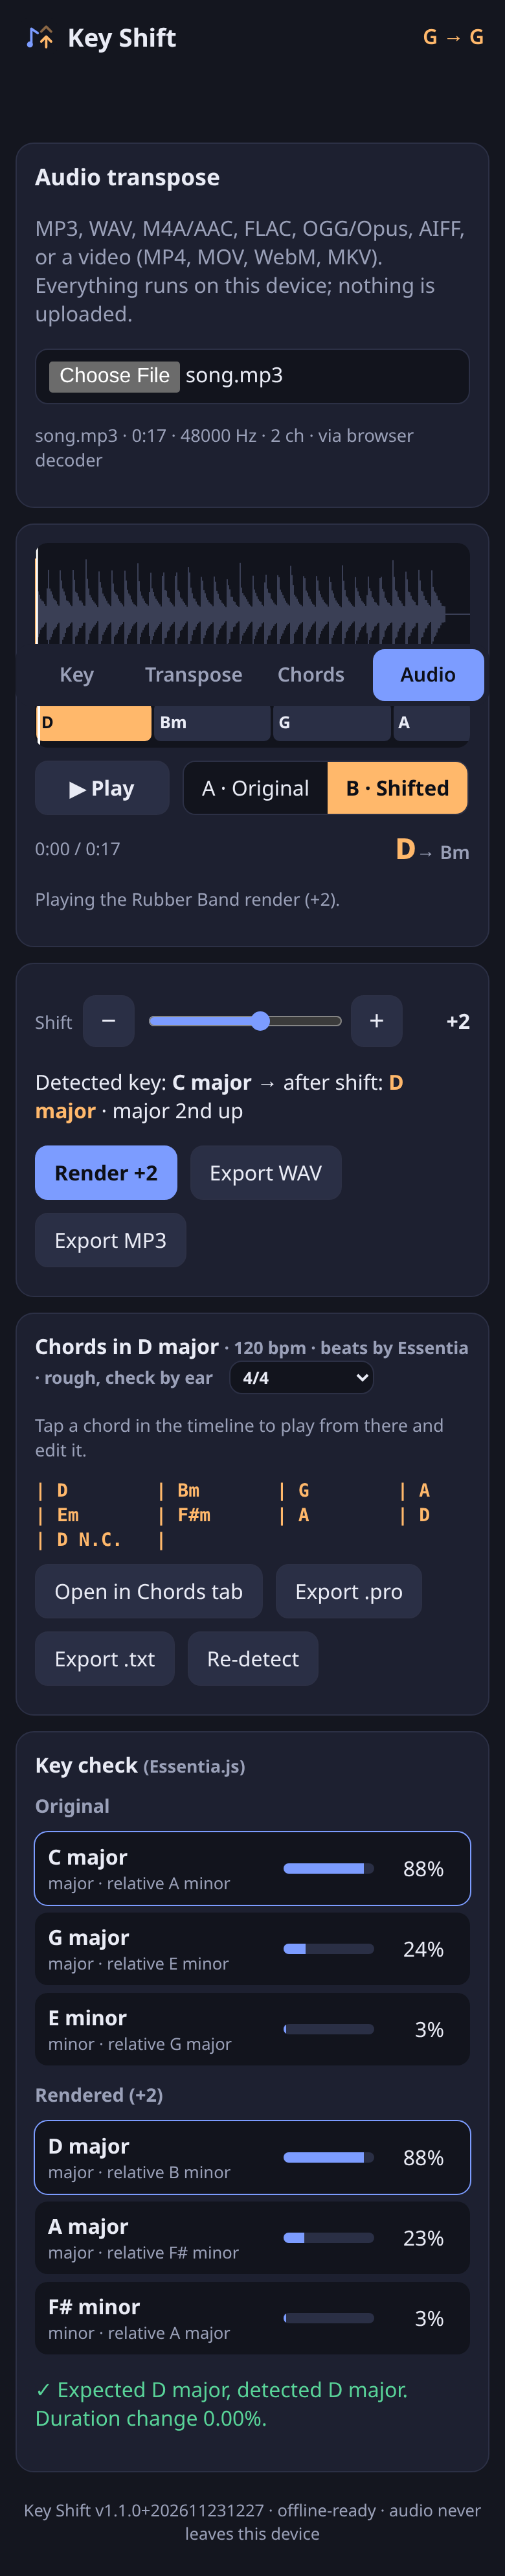 Key Shift
G → G
Audio transpose
MP3, WAV, M4A/AAC, FLAC, OGG/Opus, AIFF,
or a video (MP4, MOV, WebM, MKV).
Everything runs on this device; nothing is
uploaded.
Choose File song.mp3
song.mp3 · 0:17 · 48000 Hz · 2 ch · via browser
decoder
Key Transpose Chords Audio
D Bm G A
▶ Play A · Original B · Shifted
0:00 / 0:17 D → Bm
Playing the Rubber Band render (+2).
Shift − + +2
Detected key: C major → after shift: D
major · major 2nd up
Render +2 Export WAV
Export MP3
Chords in D major · 120 bpm · beats by Essentia
· rough, check by ear 4/4
Tap a chord in the timeline to play from there and
edit it.
| D | Bm | G | A
| Em | F#m | A | D
| D N.C. |
Open in Chords tab Export .pro
Export .txt Re-detect
Key check (Essentia.js)
Original
C major
major · relative A minor
88%
G major
major · relative E minor
24%
E minor
minor · relative G major
3%
Rendered (+2)
D major
major · relative B minor
88%
A major
major · relative F# minor
23%
F# minor
minor · relative A major
3%
✓ Expected D major, detected D major.
Duration change 0.00%.
Key Shift v1.1.0+202611231227 · offline-ready · audio never
leaves this device